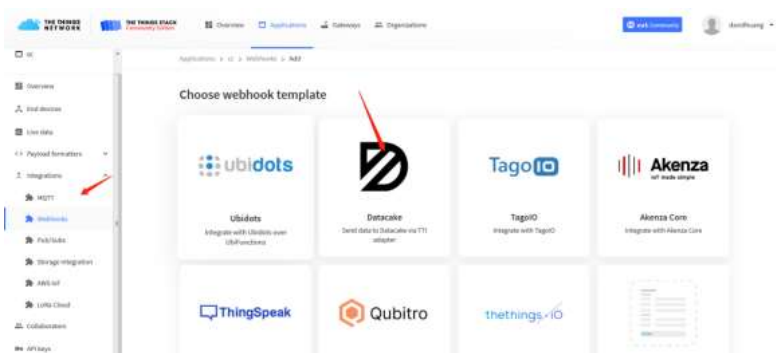 THE THINGS NETWORK
THE THINGS STACK
Community Edition
Overview
Applications
Gateways
Organizations
Applications > > Webhooks > Add
Overview
End devices
Live data
Payload formatters
Integrations
MQTT
Webhooks
Pub/Subs
Storage Integration
AWS IoT
LoRa Cloud
Collaborators
API keys
Choose webhook template
ubidots
Ubidots
Integrate with Ubidots over
UbiFunctions
Datacake
Send data to Datacake via TTI
adapter
TagoIO
TagoIO
Integrate with TagoIO
Akenza
IoT made simple
Akenza Core
Integrate with Akenza Core
ThingSpeak
Qubitro
thethings.iO